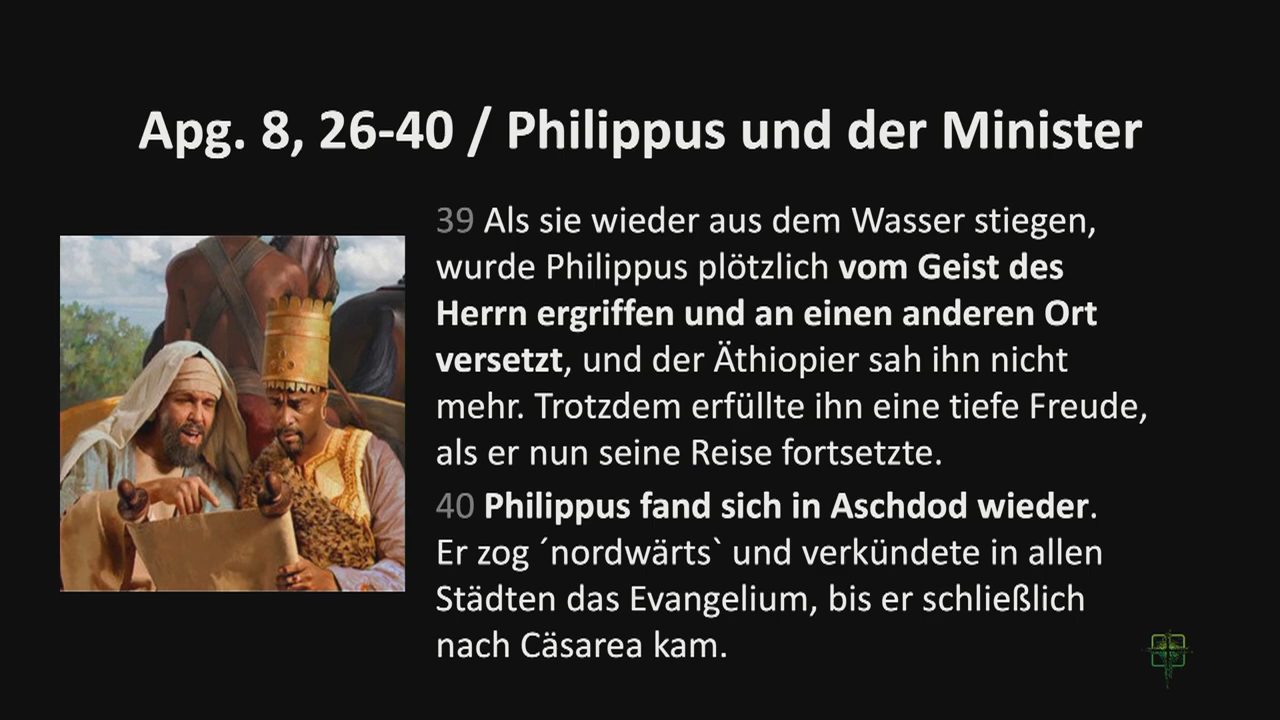 Apg. 8, 26-40 / Philippus und der Minister
39 Als sie wieder aus dem Wasser stiegen,
wurde Philippus plötzlich vom Geist des
Herrn ergriffen und an einen anderen Ort
versetzt, und der Äthiopier sah ihn nicht
mehr. Trotzdem erfüllte ihn eine tiefe Freude,
als er nun seine Reise fortsetzte.
40 Philippus fand sich in Aschdod wieder.
Er zog ´nordwärts` und verkündete in allen
Städten das Evangelium, bis er schließlich
nach Cäsarea kam.